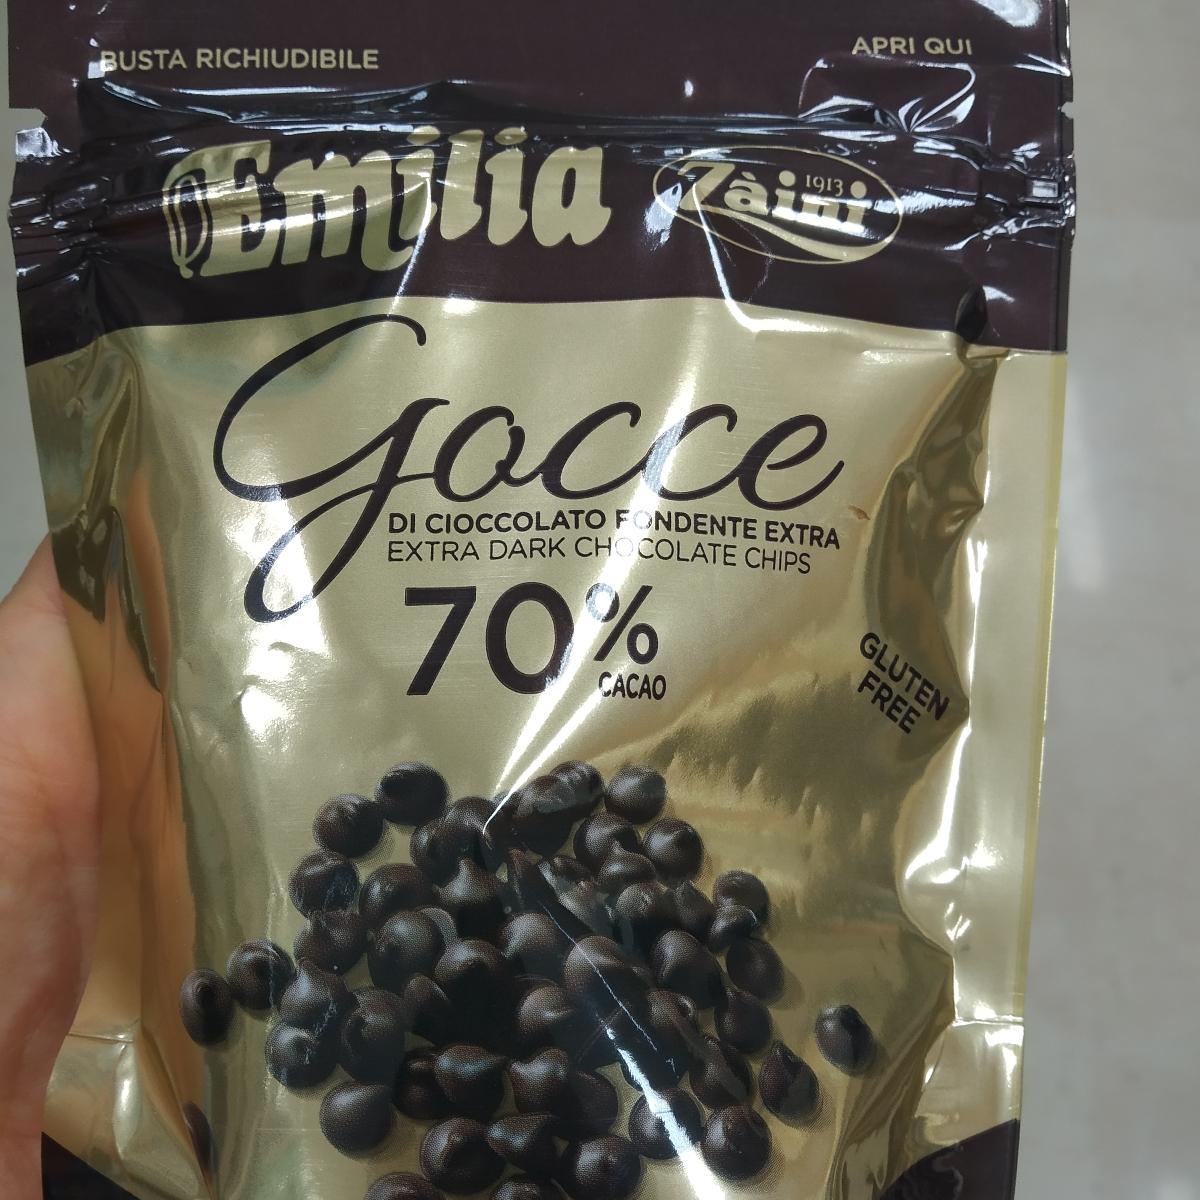 BUSTA RICHIUDIBILE
APRI QUI
Emilia
Zàini
1913
Gocce
DI CIOCCOLATO FONDENTE EXTRA
EXTRA DARK CHOCOLATE CHIPS
70%
CACAO
GLUTEN
FREE